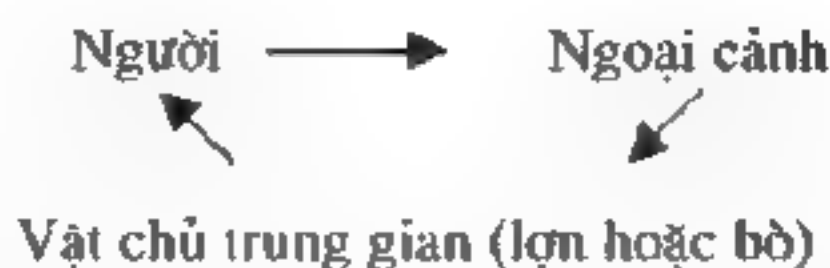 Người Ngoại cảnh
Vật chủ trung gian (lợn hoặc bò)